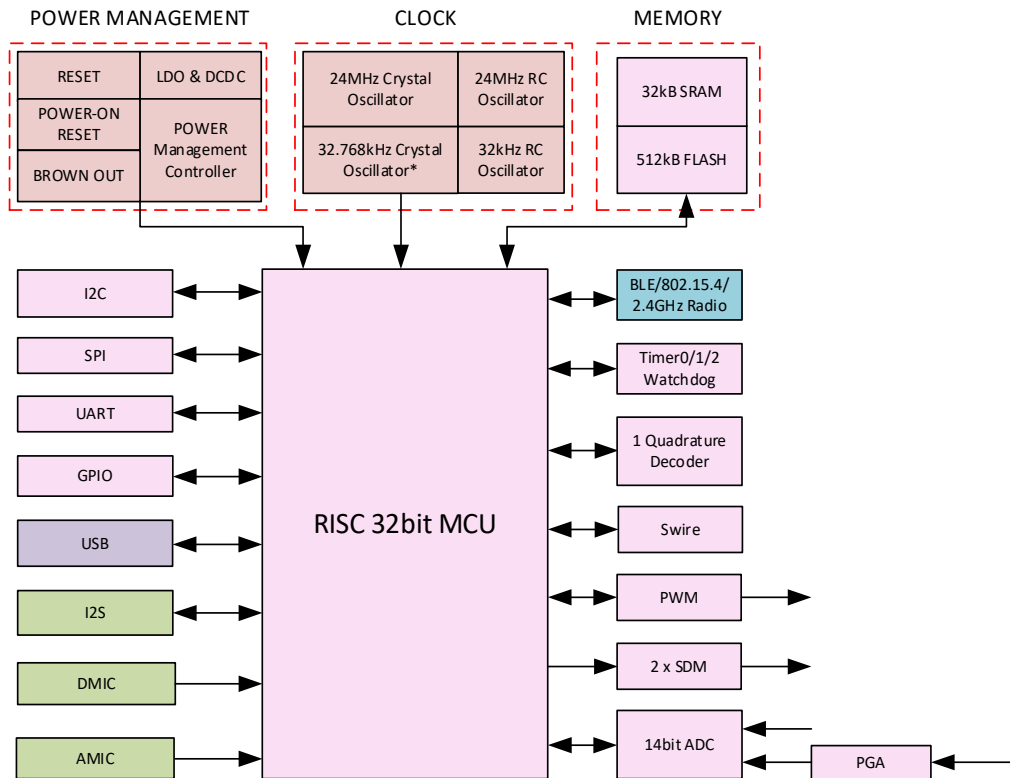 POWER MANAGEMENT
CLOCK
MEMORY
RESET
LDO & DCDC
POWER-ON
RESET
POWER
Management
Controller
BROWN OUT
24MHz Crystal
Oscillator
24MHz RC
Oscillator
32.768kHz Crystal
Oscillator*
32kHz RC
Oscillator
32kB SRAM
512kB FLASH
I2C
SPI
UART
GPIO
USB
I2S
DMIC
AMIC
RISC 32bit MCU
BLE/802.15.4/
2.4GHz Radio
Timer0/1/2
Watchdog
1 Quadrature
Decoder
Swire
PWM
2 x SDM
14bit ADC
PGA